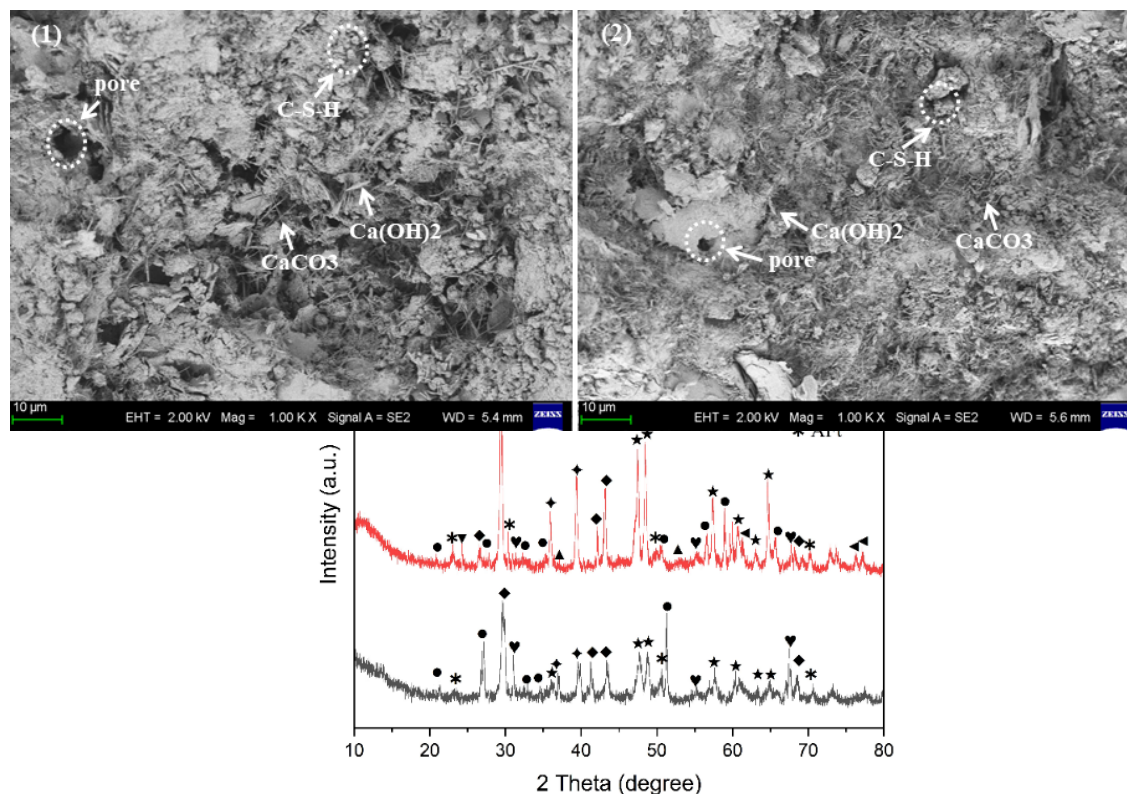 (1)
pore
C-S-H
Ca(OH)2
CaCO3
10 μm
EHT = 2.00 kV Mag = 1.00 K X Signal A = SE2 WD = 5.4 mm ZEISS
(2)
C-S-H
Ca(OH)2
CaCO3
pore
10 μm
EHT = 2.00 kV Mag = 1.00 K X Signal A = SE2 WD = 5.6 mm ZEISS
Intensity (a.u.)
10 20 30 40 50 60 70 80
2 Theta (degree)